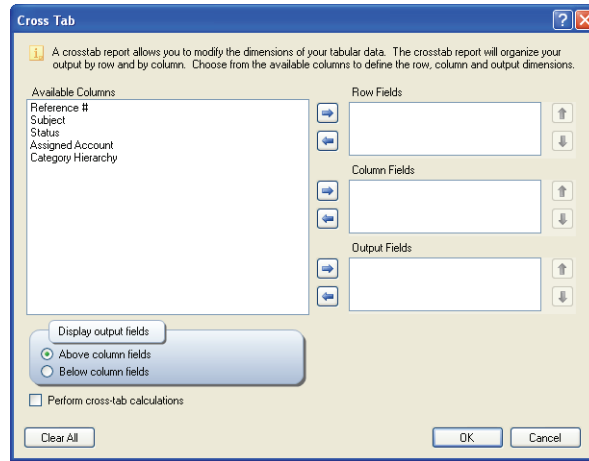 Cross Tab
A crosstab report allows you to modify the dimensions of your tabular data. The crosstab report will organize your
output by row and by column. Choose from the available columns to define the row, column and output dimensions.
Available Columns
Reference #
Subject
Status
Assigned Account
Category Hierarchy
Row Fields
Column Fields
Output Fields
Display output fields
Above column fields
Below column fields
Perform cross-tab calculations
Clear All
OK
Cancel